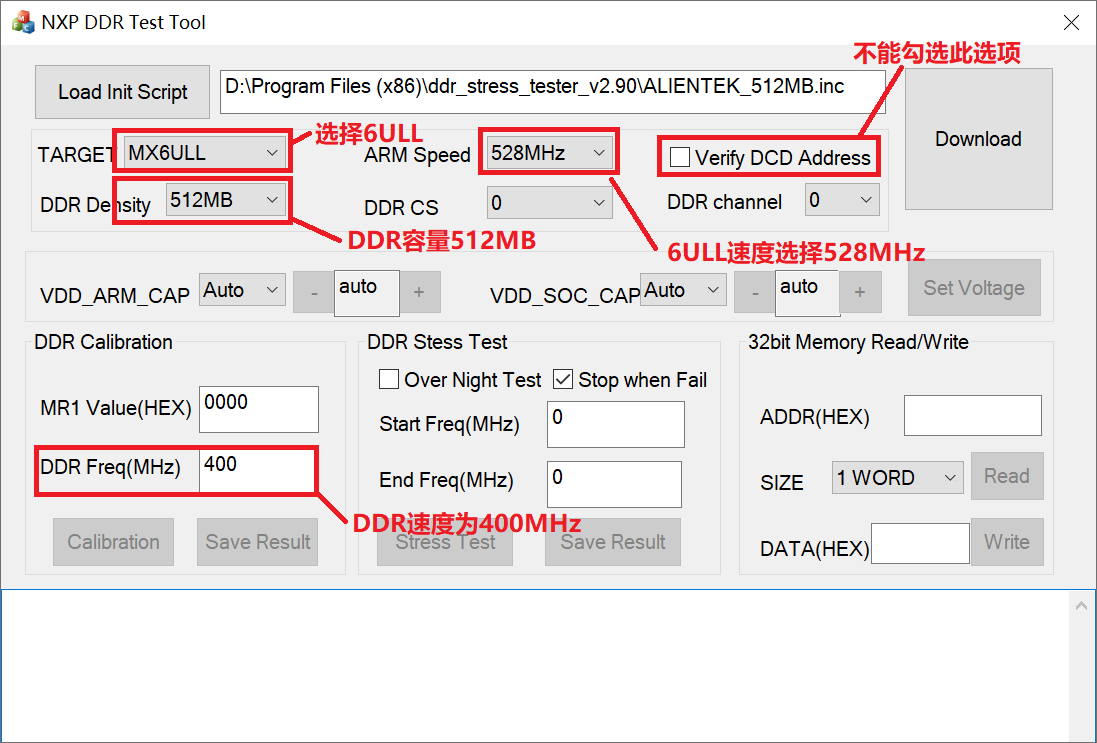 NXP DDR Test Tool
不能勾选此选项
Load Init Script
D:\Program Files (x86)\ddr_stress_tester_v2.90\ALIENTEK_512MB.inc
Download
选择6ULL
TARGET
MX6ULL
ARM Speed
528MHz
Verify DCD Address
DDR Density
512MB
DDR CS
0
DDR channel
0
DDR容量512MB
6ULL速度选择528MHz
VDD_ARM_CAP
Auto
-
auto
+
VDD_SOC_CAP
Auto
-
auto
+
Set Voltage
DDR Calibration
MR1 Value(HEX)
0000
DDR Freq(MHz)
400
DDR速度为400MHz
Calibration
Save Result
DDR Stess Test
Over Night Test
Stop when Fail
Start Freq(MHz)
0
End Freq(MHz)
0
Stress Test
Save Result
32bit Memory Read/Write
ADDR(HEX)
SIZE
1 WORD
Read
DATA(HEX)
Write